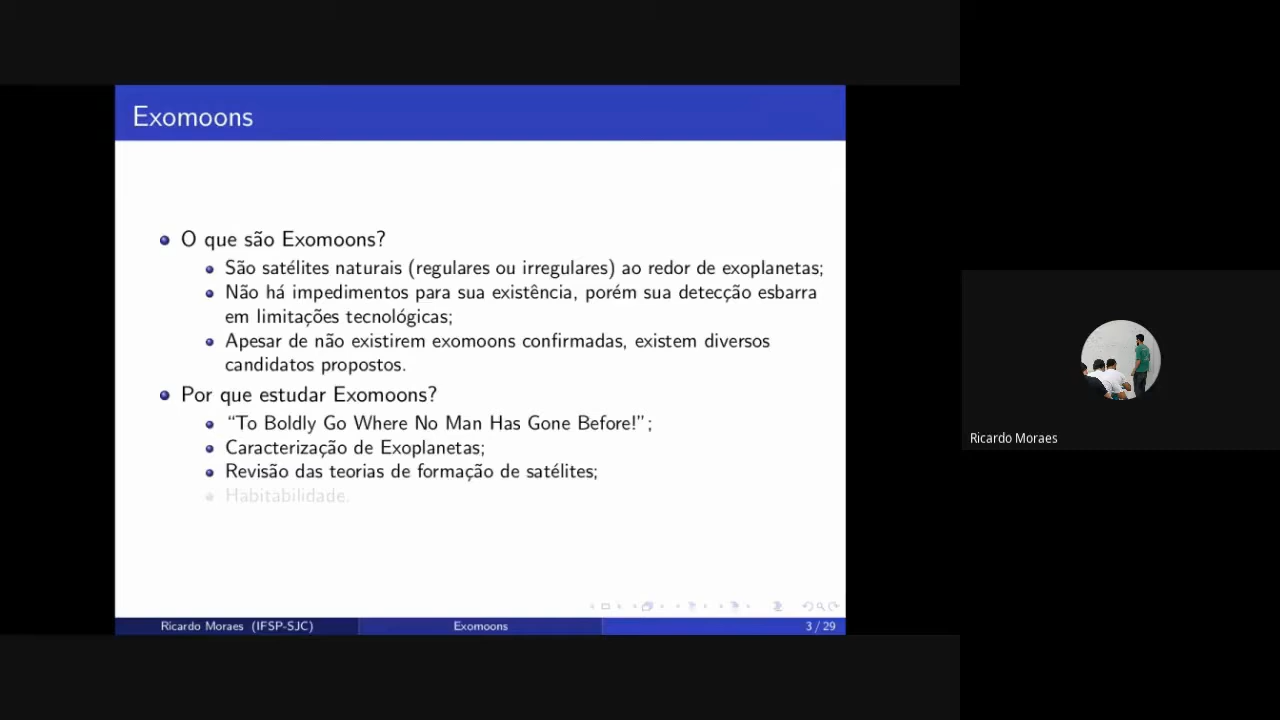 Exomoons
O que são Exomoons?
São satélites naturais (regulares ou irregulares) ao redor de exoplanetas;
Não há impedimentos para sua existência, porém sua detecção esbarra
em limitações tecnológicas;
Apesar de não existirem exomoons confirmadas, existem diversos
candidatos propostos.
Por que estudar Exomoons?
“To Boldly Go Where No Man Has Gone Before!”;
Caracterização de Exoplanetas;
Revisão das teorias de formação de satélites;
Habitabilidade.
Ricardo Moraes (IFSP-SJC)
Exomoons
3 / 29
Ricardo Moraes